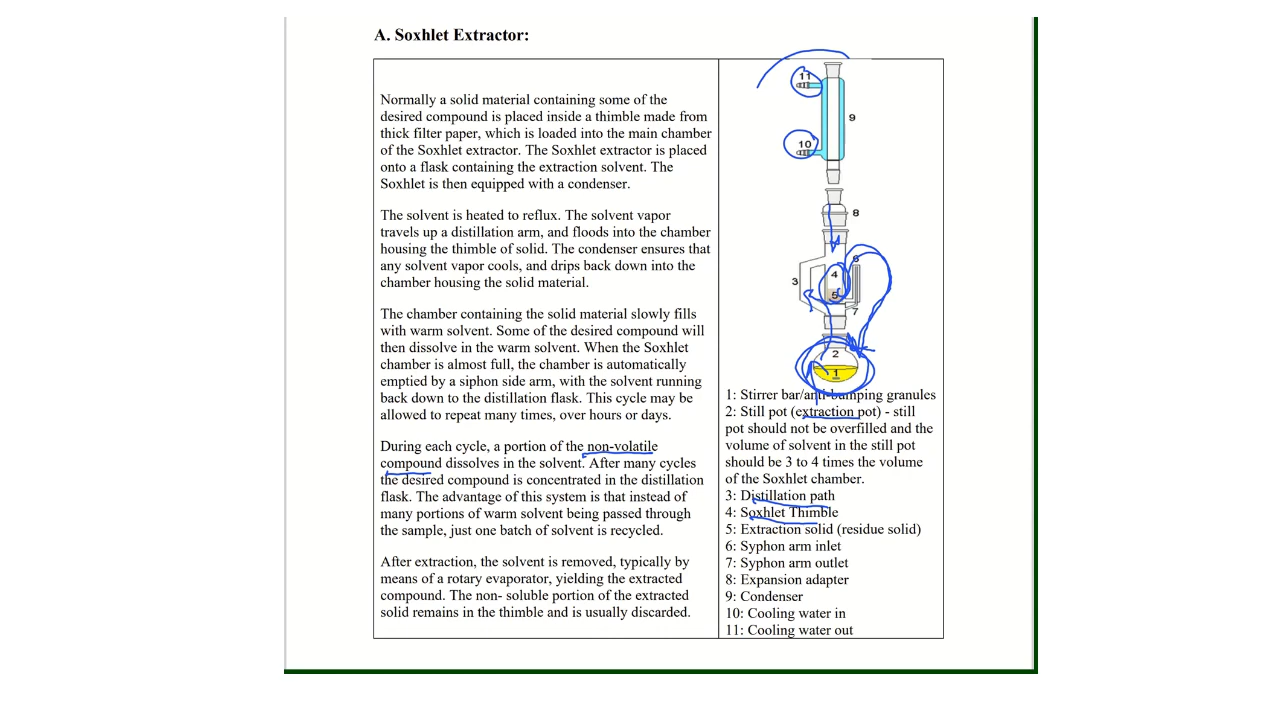 A. Soxhlet Extractor:
Normally a solid material containing some of the
desired compound is placed inside a thimble made from
thick filter paper, which is loaded into the main chamber
of the Soxhlet extractor. The Soxhlet extractor is placed
onto a flask containing the extraction solvent. The
Soxhlet is then equipped with a condenser.
The solvent is heated to reflux. The solvent vapor
travels up a distillation arm, and floods into the chamber
housing the thimble of solid. The condenser ensures that
any solvent vapor cools, and drips back down into the
chamber housing the solid material.
The chamber containing the solid material slowly fills
with warm solvent. Some of the desired compound will
then dissolve in the warm solvent. When the Soxhlet
chamber is almost full, the chamber is automatically
emptied by a siphon side arm, with the solvent running
back down to the distillation flask. This cycle may be
allowed to repeat many times, over hours or days.
During each cycle, a portion of the non-volatile
compound dissolves in the solvent. After many cycles
the desired compound is concentrated in the distillation
flask. The advantage of this system is that instead of
many portions of warm solvent being passed through
the sample, just one batch of solvent is recycled.
After extraction, the solvent is removed, typically by
means of a rotary evaporator, yielding the extracted
compound. The non- soluble portion of the extracted
solid remains in the thimble and is usually discarded.
11
9
10
8
6
4
3
5
7
2
1
1: Stirrer bar/anti-bumping granules
2: Still pot (extraction pot) - still
pot should not be overfilled and the
volume of solvent in the still pot
should be 3 to 4 times the volume
of the Soxhlet chamber.
3: Distillation path
4: Soxhlet Thimble
5: Extraction solid (residue solid)
6: Syphon arm inlet
7: Syphon arm outlet
8: Expansion adapter
9: Condenser
10: Cooling water in
11: Cooling water out